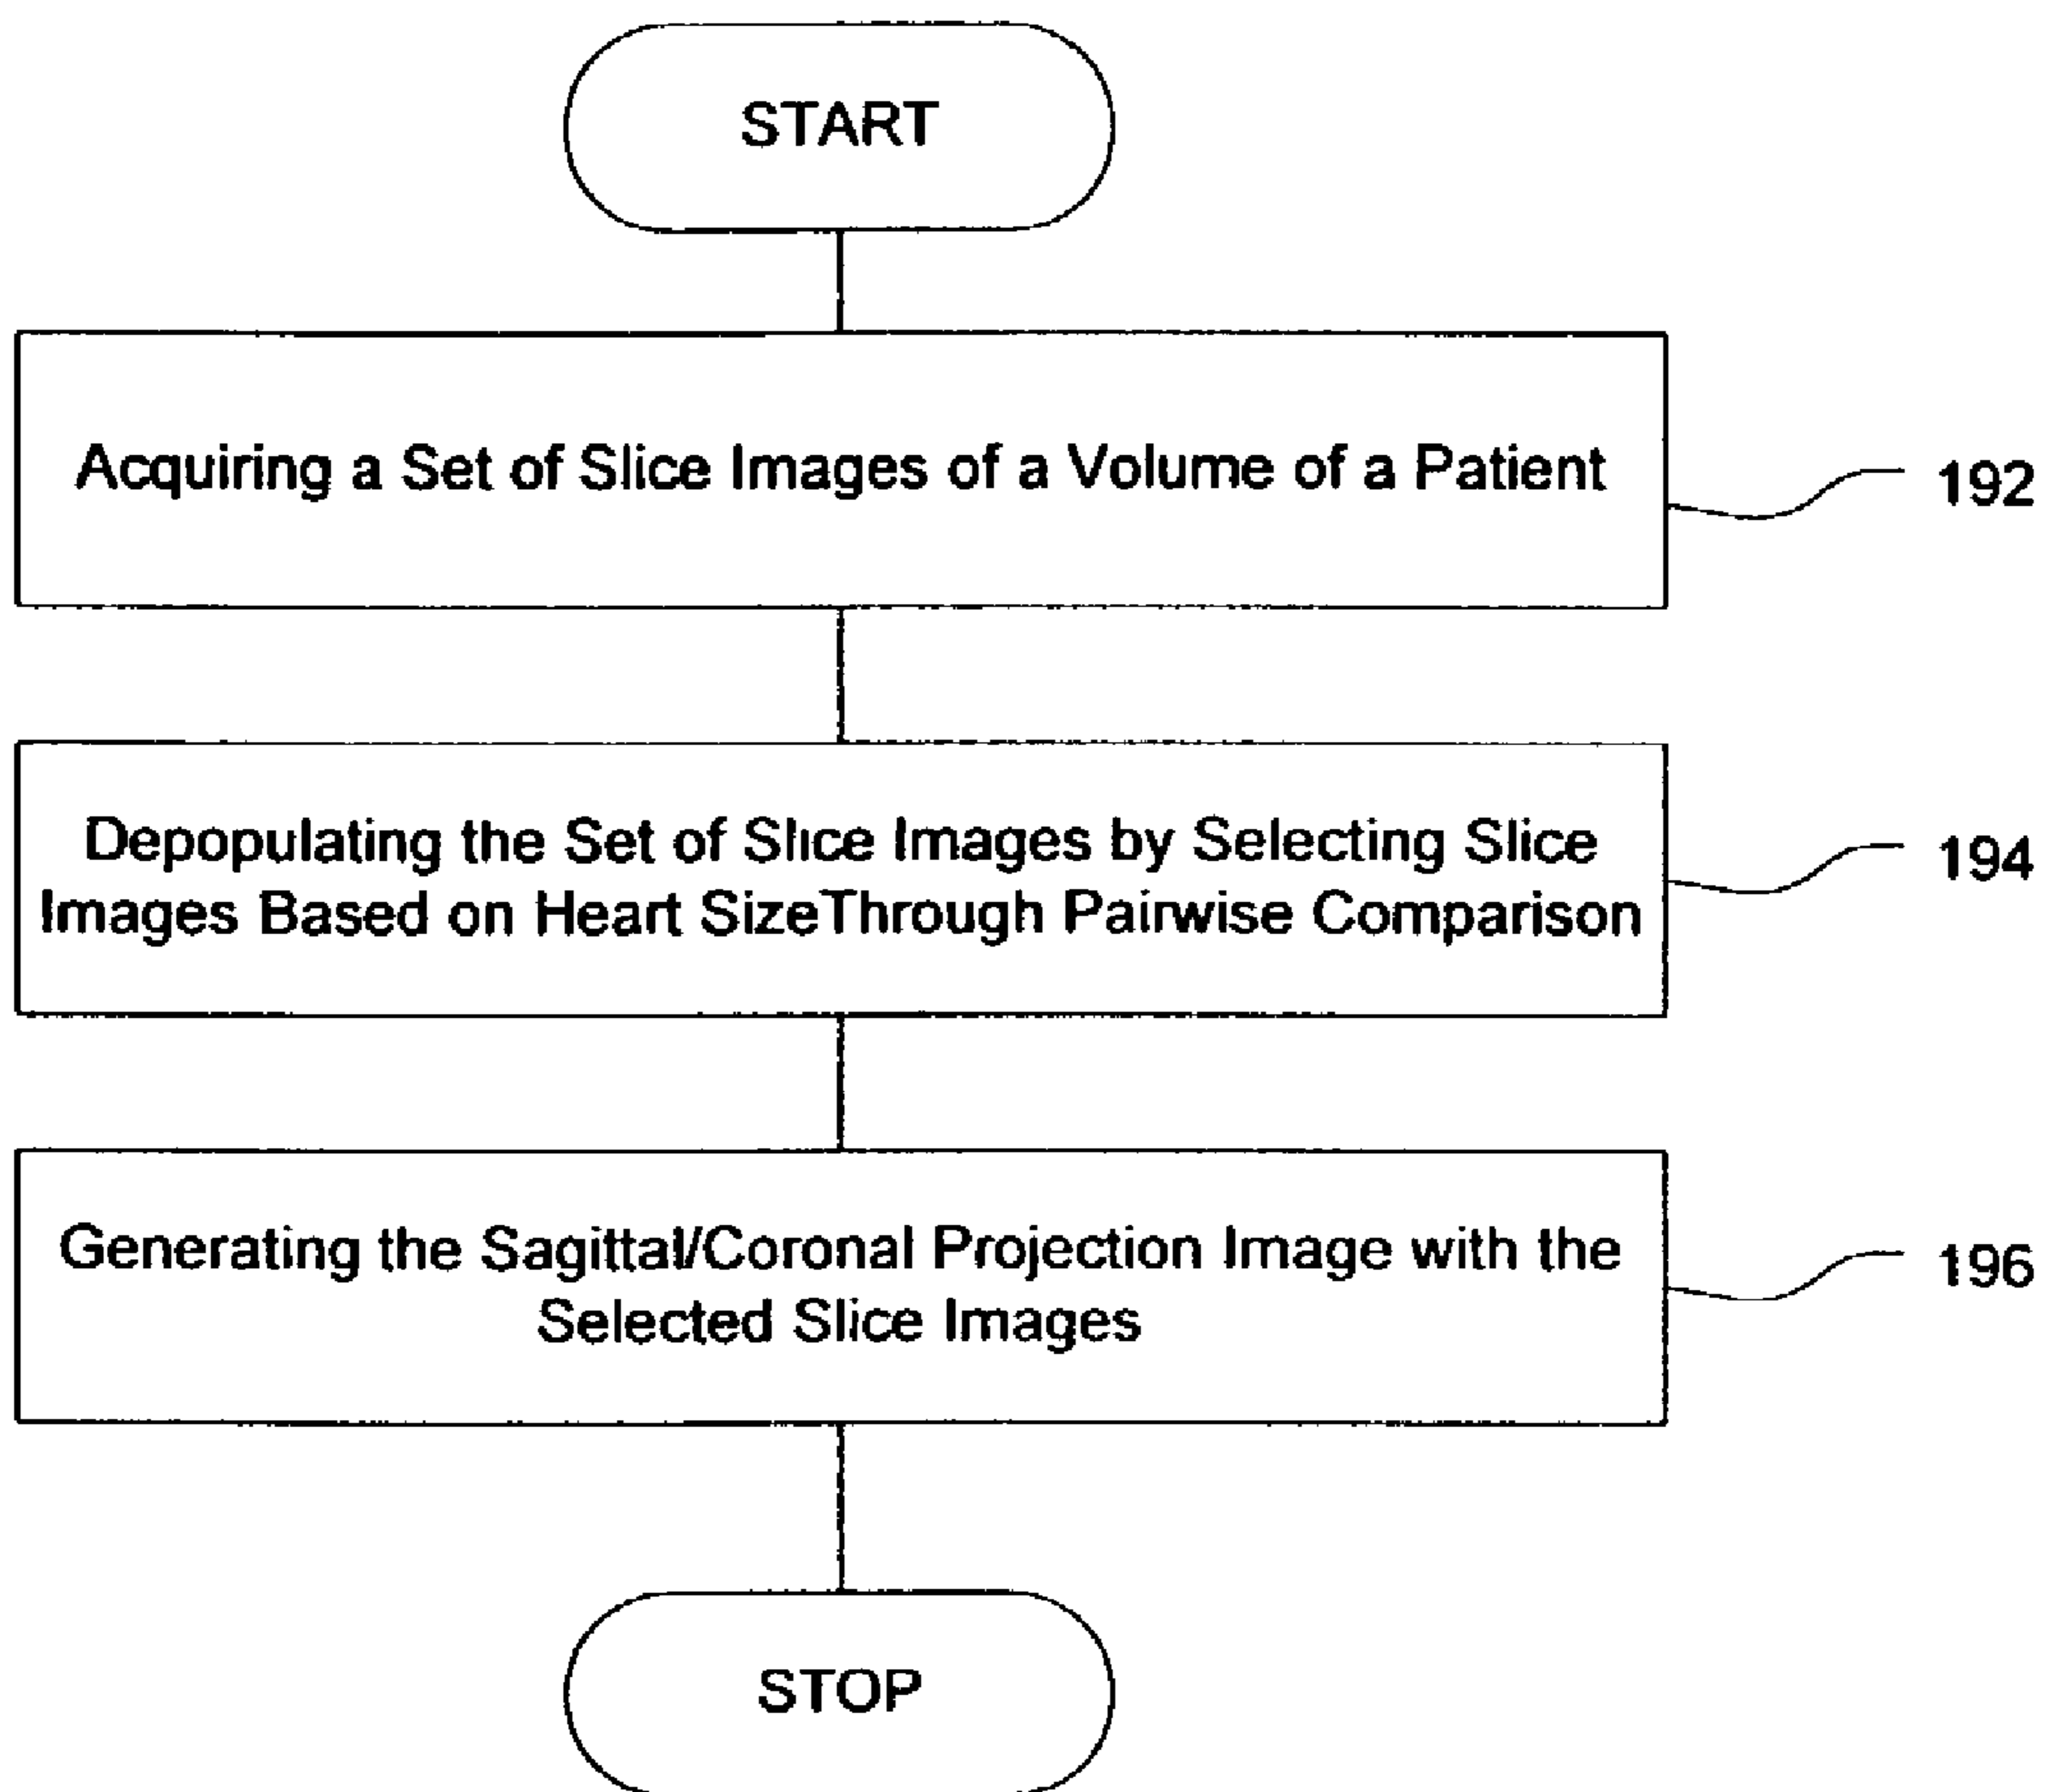 START
Acquiring a Set of Slice Images of a Volume of a Patient
192
Depopulating the Set of Slice Images by Selecting Slice
Images Based on Heart SizeThrough Pairwise Comparison
194
Generating the Sagittal/Coronal Projection Image with the
Selected Slice Images
196
STOP